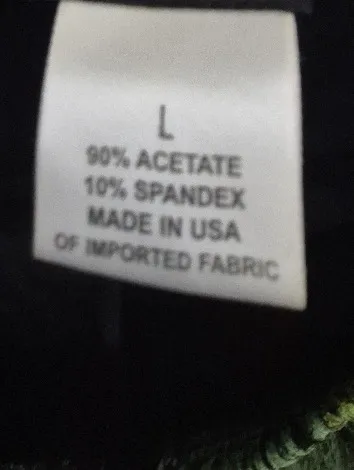 L
90% ACETATE
10% SPANDEX
MADE IN USA
OF IMPORTED FABRIC